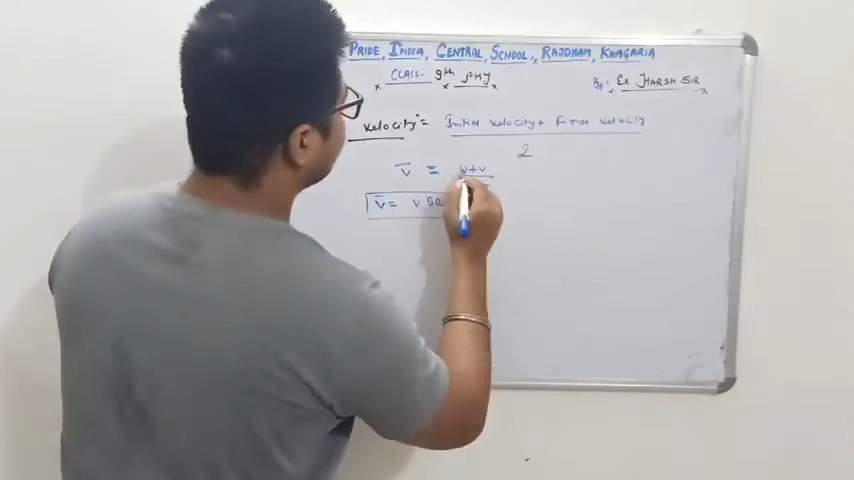 PRIDE INDIA, CENTRAL SCHOOL, RAJDHAM, KHAGARIA
CLASS- 9th PHY
By:- ER HARSH SIR
velocity = Initial velocity + Final velocity
2
v̄ = u+v
v̄ = v